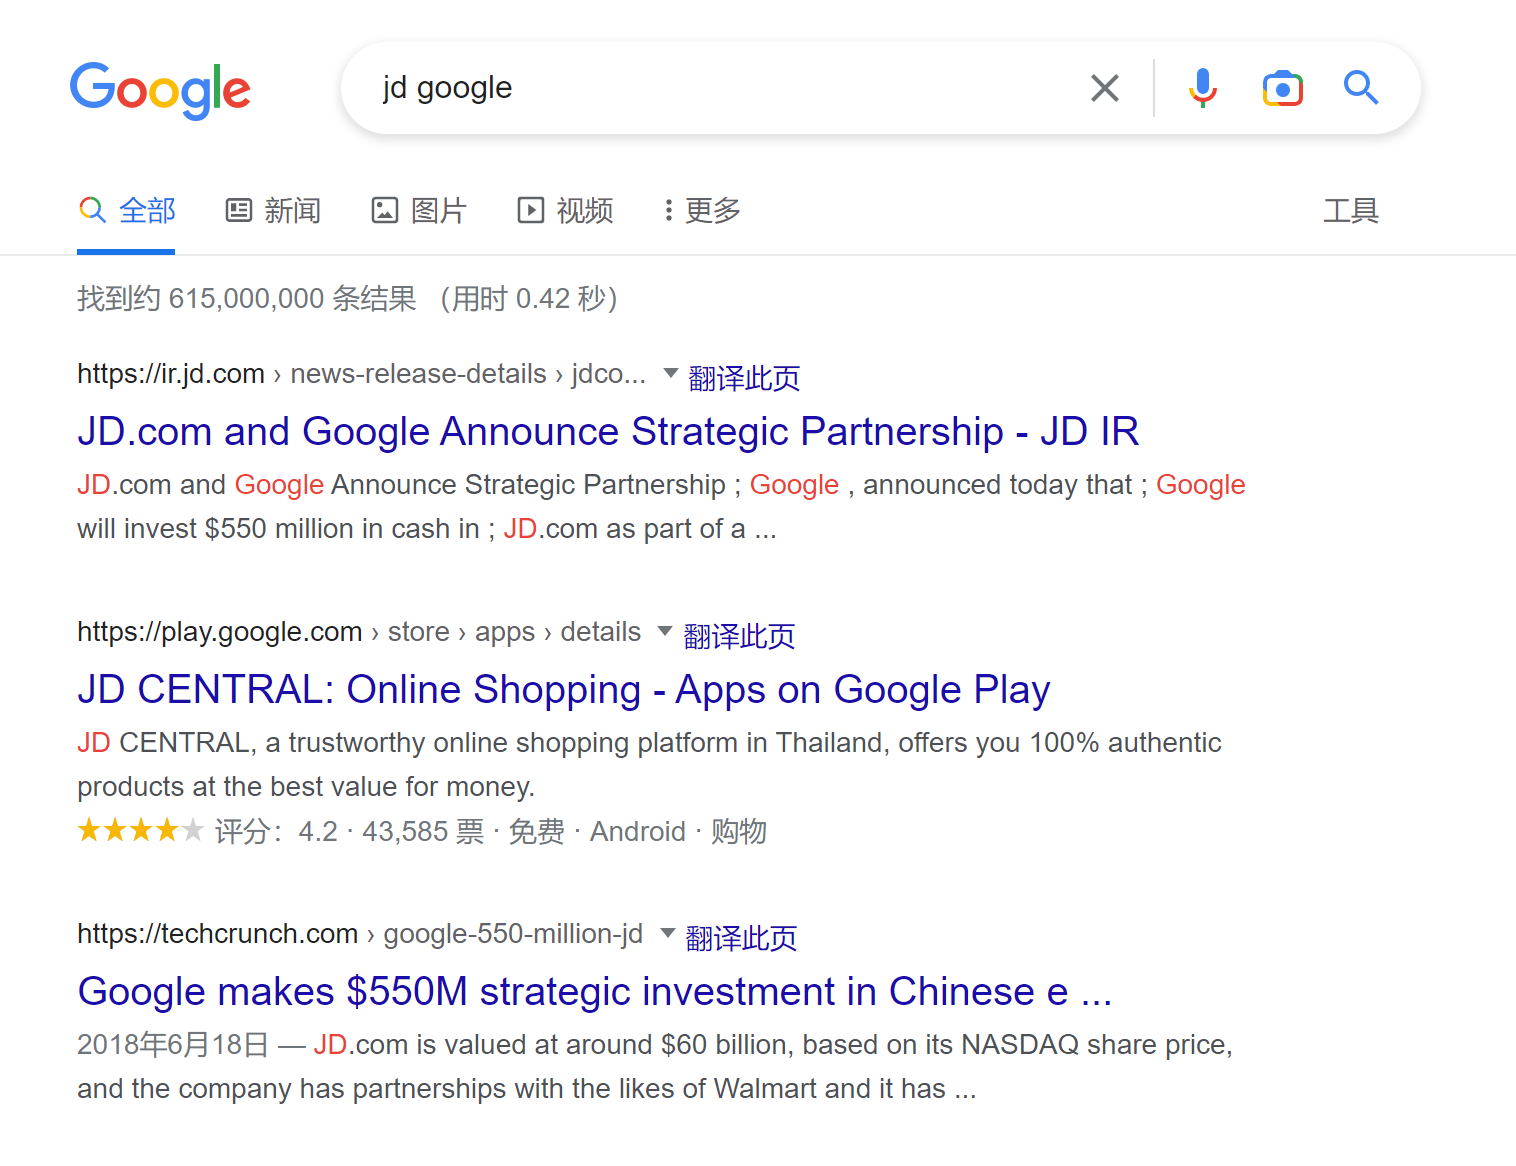 Google
jd google
全部 新闻 图片 视频 更多 工具
找到约 615,000,000 条结果 （用时 0.42 秒）
https://ir.jd.com › news-release-details › jdco... 翻译此页
JD.com and Google Announce Strategic Partnership - JD IR
JD.com and Google Announce Strategic Partnership ; Google , announced today that ; Google
will invest $550 million in cash in ; JD.com as part of a ...
https://play.google.com › store › apps › details 翻译此页
JD CENTRAL: Online Shopping - Apps on Google Play
JD CENTRAL, a trustworthy online shopping platform in Thailand, offers you 100% authentic
products at the best value for money.
评分：4.2 · 43,585 票 · 免费 · Android · 购物
https://techcrunch.com › google-550-million-jd 翻译此页
Google makes $550M strategic investment in Chinese e ...
2018年6月18日 — JD.com is valued at around $60 billion, based on its NASDAQ share price,
and the company has partnerships with the likes of Walmart and it has ...